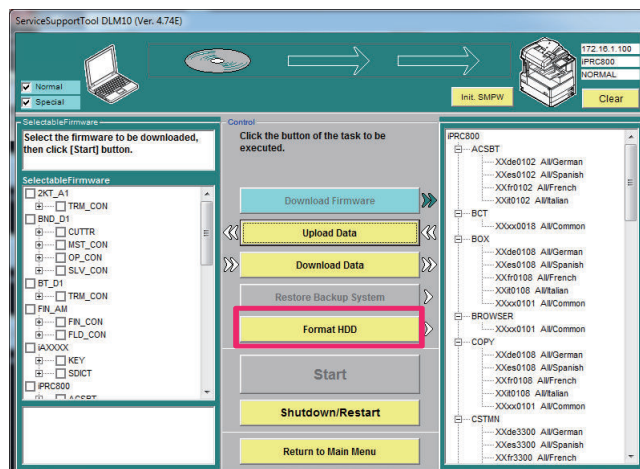 ServiceSupportTool DLM10 (Ver. 4.74E)
Normal
Special
Init. SMPW
172.16.1.100
iPRC800
NORMAL
Clear
SelectableFirmware
Select the firmware to be downloaded,
then click [Start] button.
SelectableFirmware
2KT_A1
TRM_CON
BND_D1
CUTTR
MST_CON
OP_CON
SLV_CON
BT_D1
TRM_CON
FIN_AM
FIN_CON
FLD_CON
iAXXXX
KEY
SDICT
iPRC800
ACSBT
Control
Click the button of the task to be
executed.
Download Firmware
Upload Data
Download Data
Restore Backup System
Format HDD
Start
Shutdown/Restart
Return to Main Menu
iPRC800
ACSBT
XXde0102 All/German
XXes0102 All/Spanish
XXfr0102 All/French
XXit0102 All/Italian
BCT
XXxx0018 All/Common
BOX
XXde0108 All/German
XXes0108 All/Spanish
XXfr0108 All/French
XXit0108 All/Italian
XXxx0101 All/Common
BROWSER
XXxx0101 All/Common
COPY
XXde0108 All/German
XXes0108 All/Spanish
XXfr0108 All/French
XXit0108 All/Italian
XXxx0101 All/Common
CSTMN
XXde3300 All/German
XXes3300 All/Spanish
XXfr3300 All/French